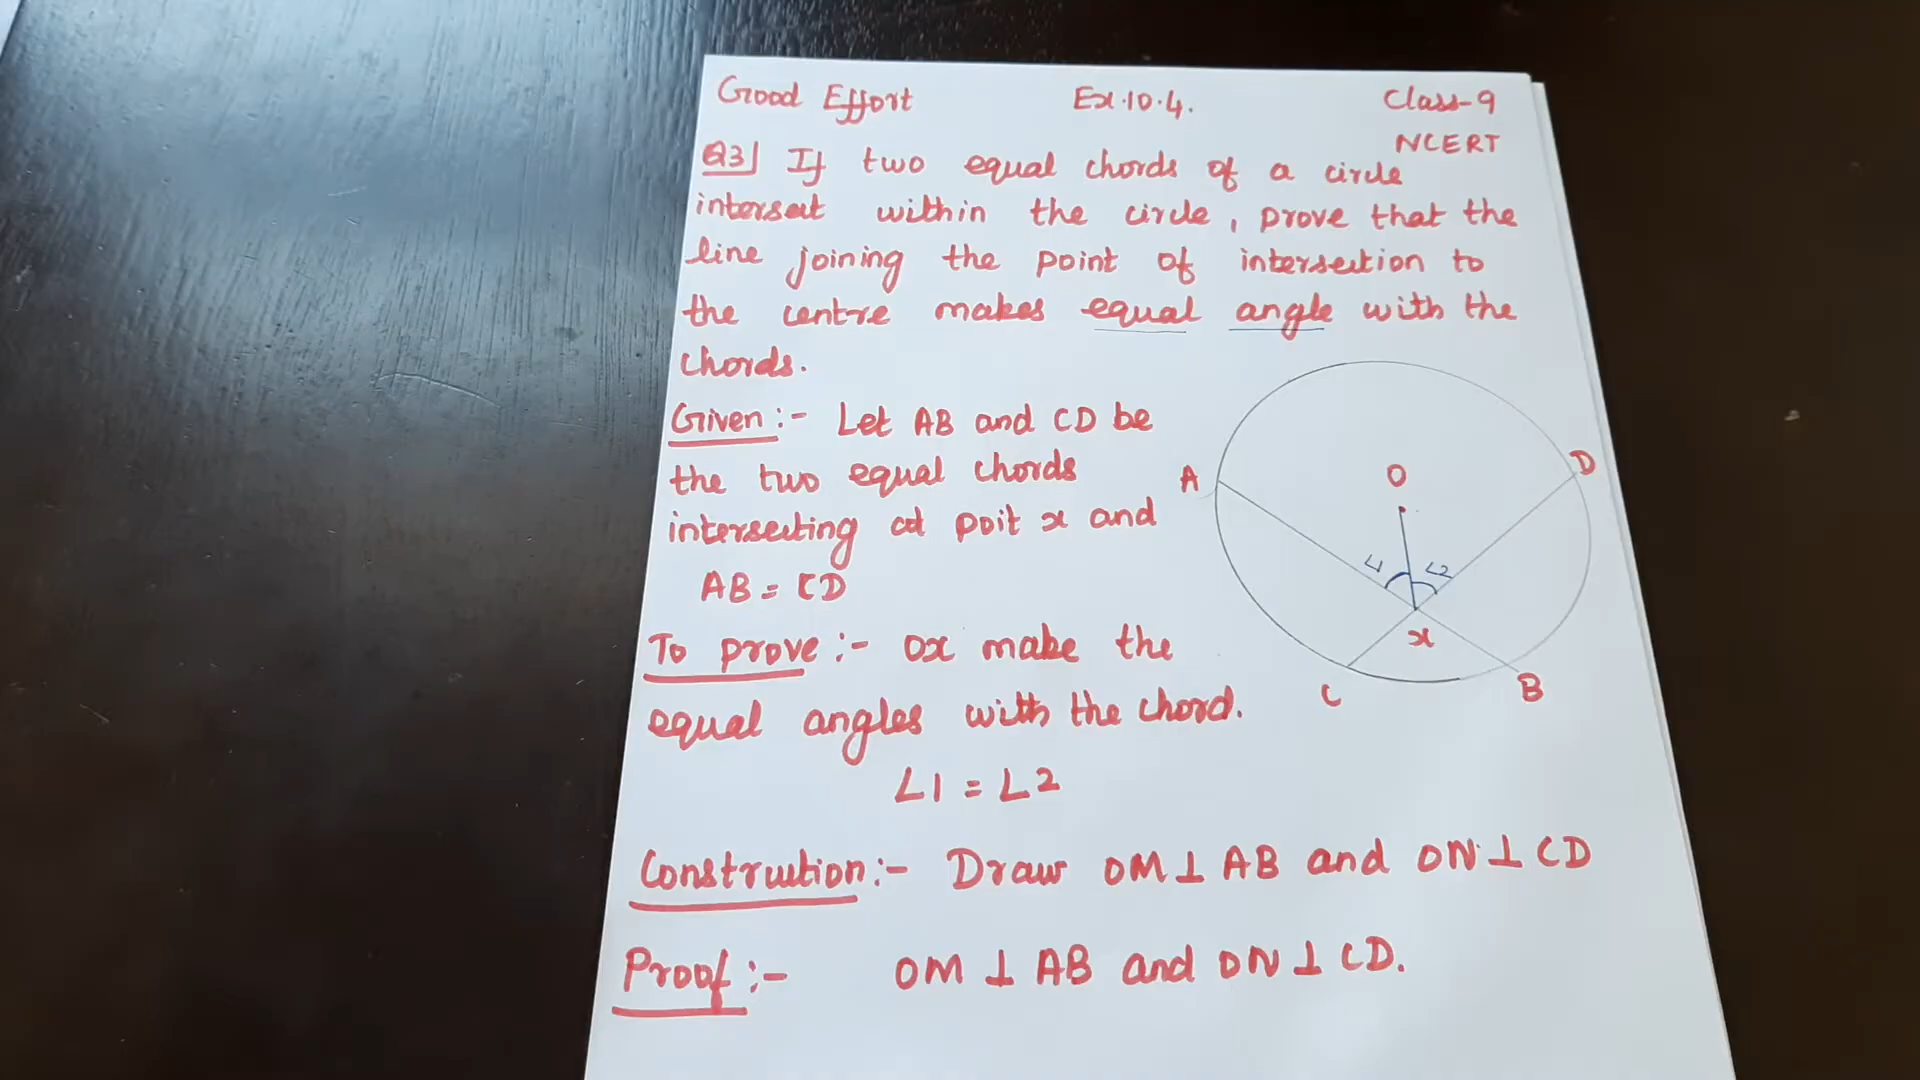 Good Effort Ex.10.4. Class-9
NCERT
Q3] If two equal chords of a circle
intersect within the circle, prove that the
line joining the point of intersection to
the centre makes equal angle with the
chords.
Given:- Let AB and CD be
the two equal chords
intersecting at poit x and
AB = CD
To prove:- ox make the
equal angles with the chord.
∠1 = ∠2
Construction:- Draw OM ⊥ AB and ON ⊥ CD
Proof:- OM ⊥ AB and ON ⊥ CD.
A
O
D
∠1 ∠2
x
C
B